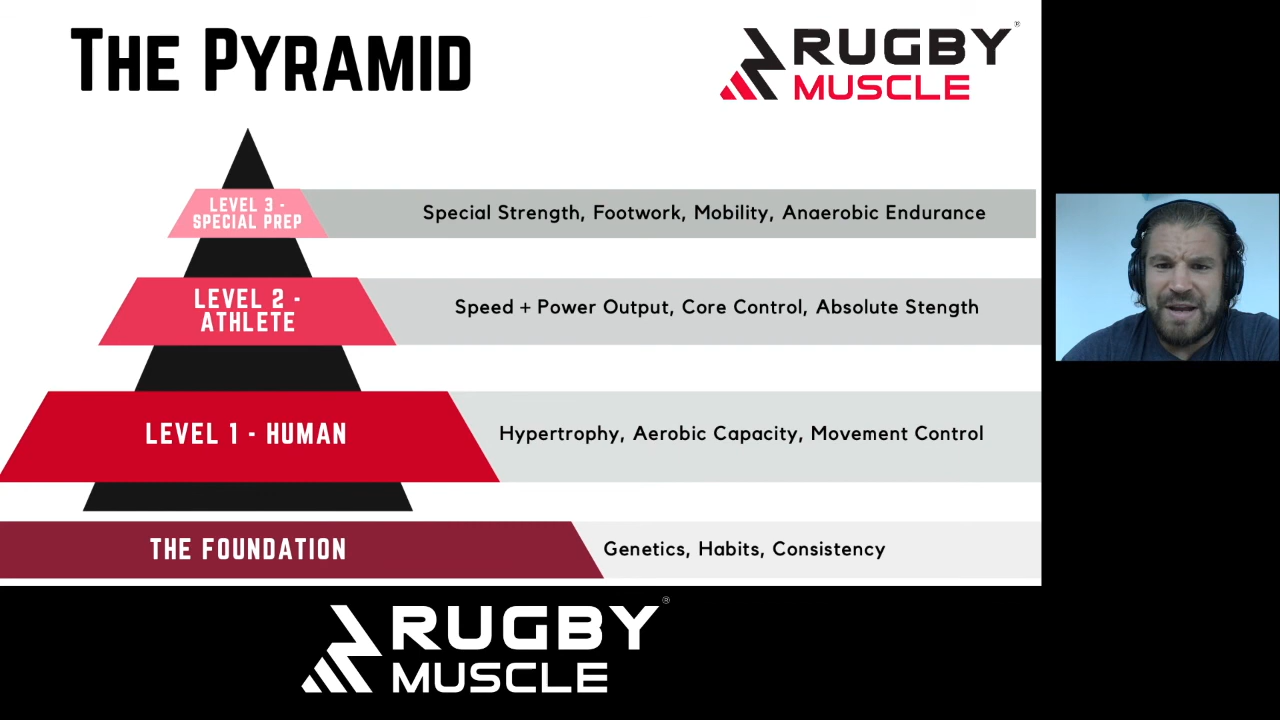 THE PYRAMID
RUGBY
MUSCLE
®
LEVEL 3 -
SPECIAL PREP
Special Strength, Footwork, Mobility, Anaerobic Endurance
LEVEL 2 -
ATHLETE
Speed + Power Output, Core Control, Absolute Stength
LEVEL 1 - HUMAN
Hypertrophy, Aerobic Capacity, Movement Control
THE FOUNDATION
Genetics, Habits, Consistency
RUGBY
MUSCLE
®